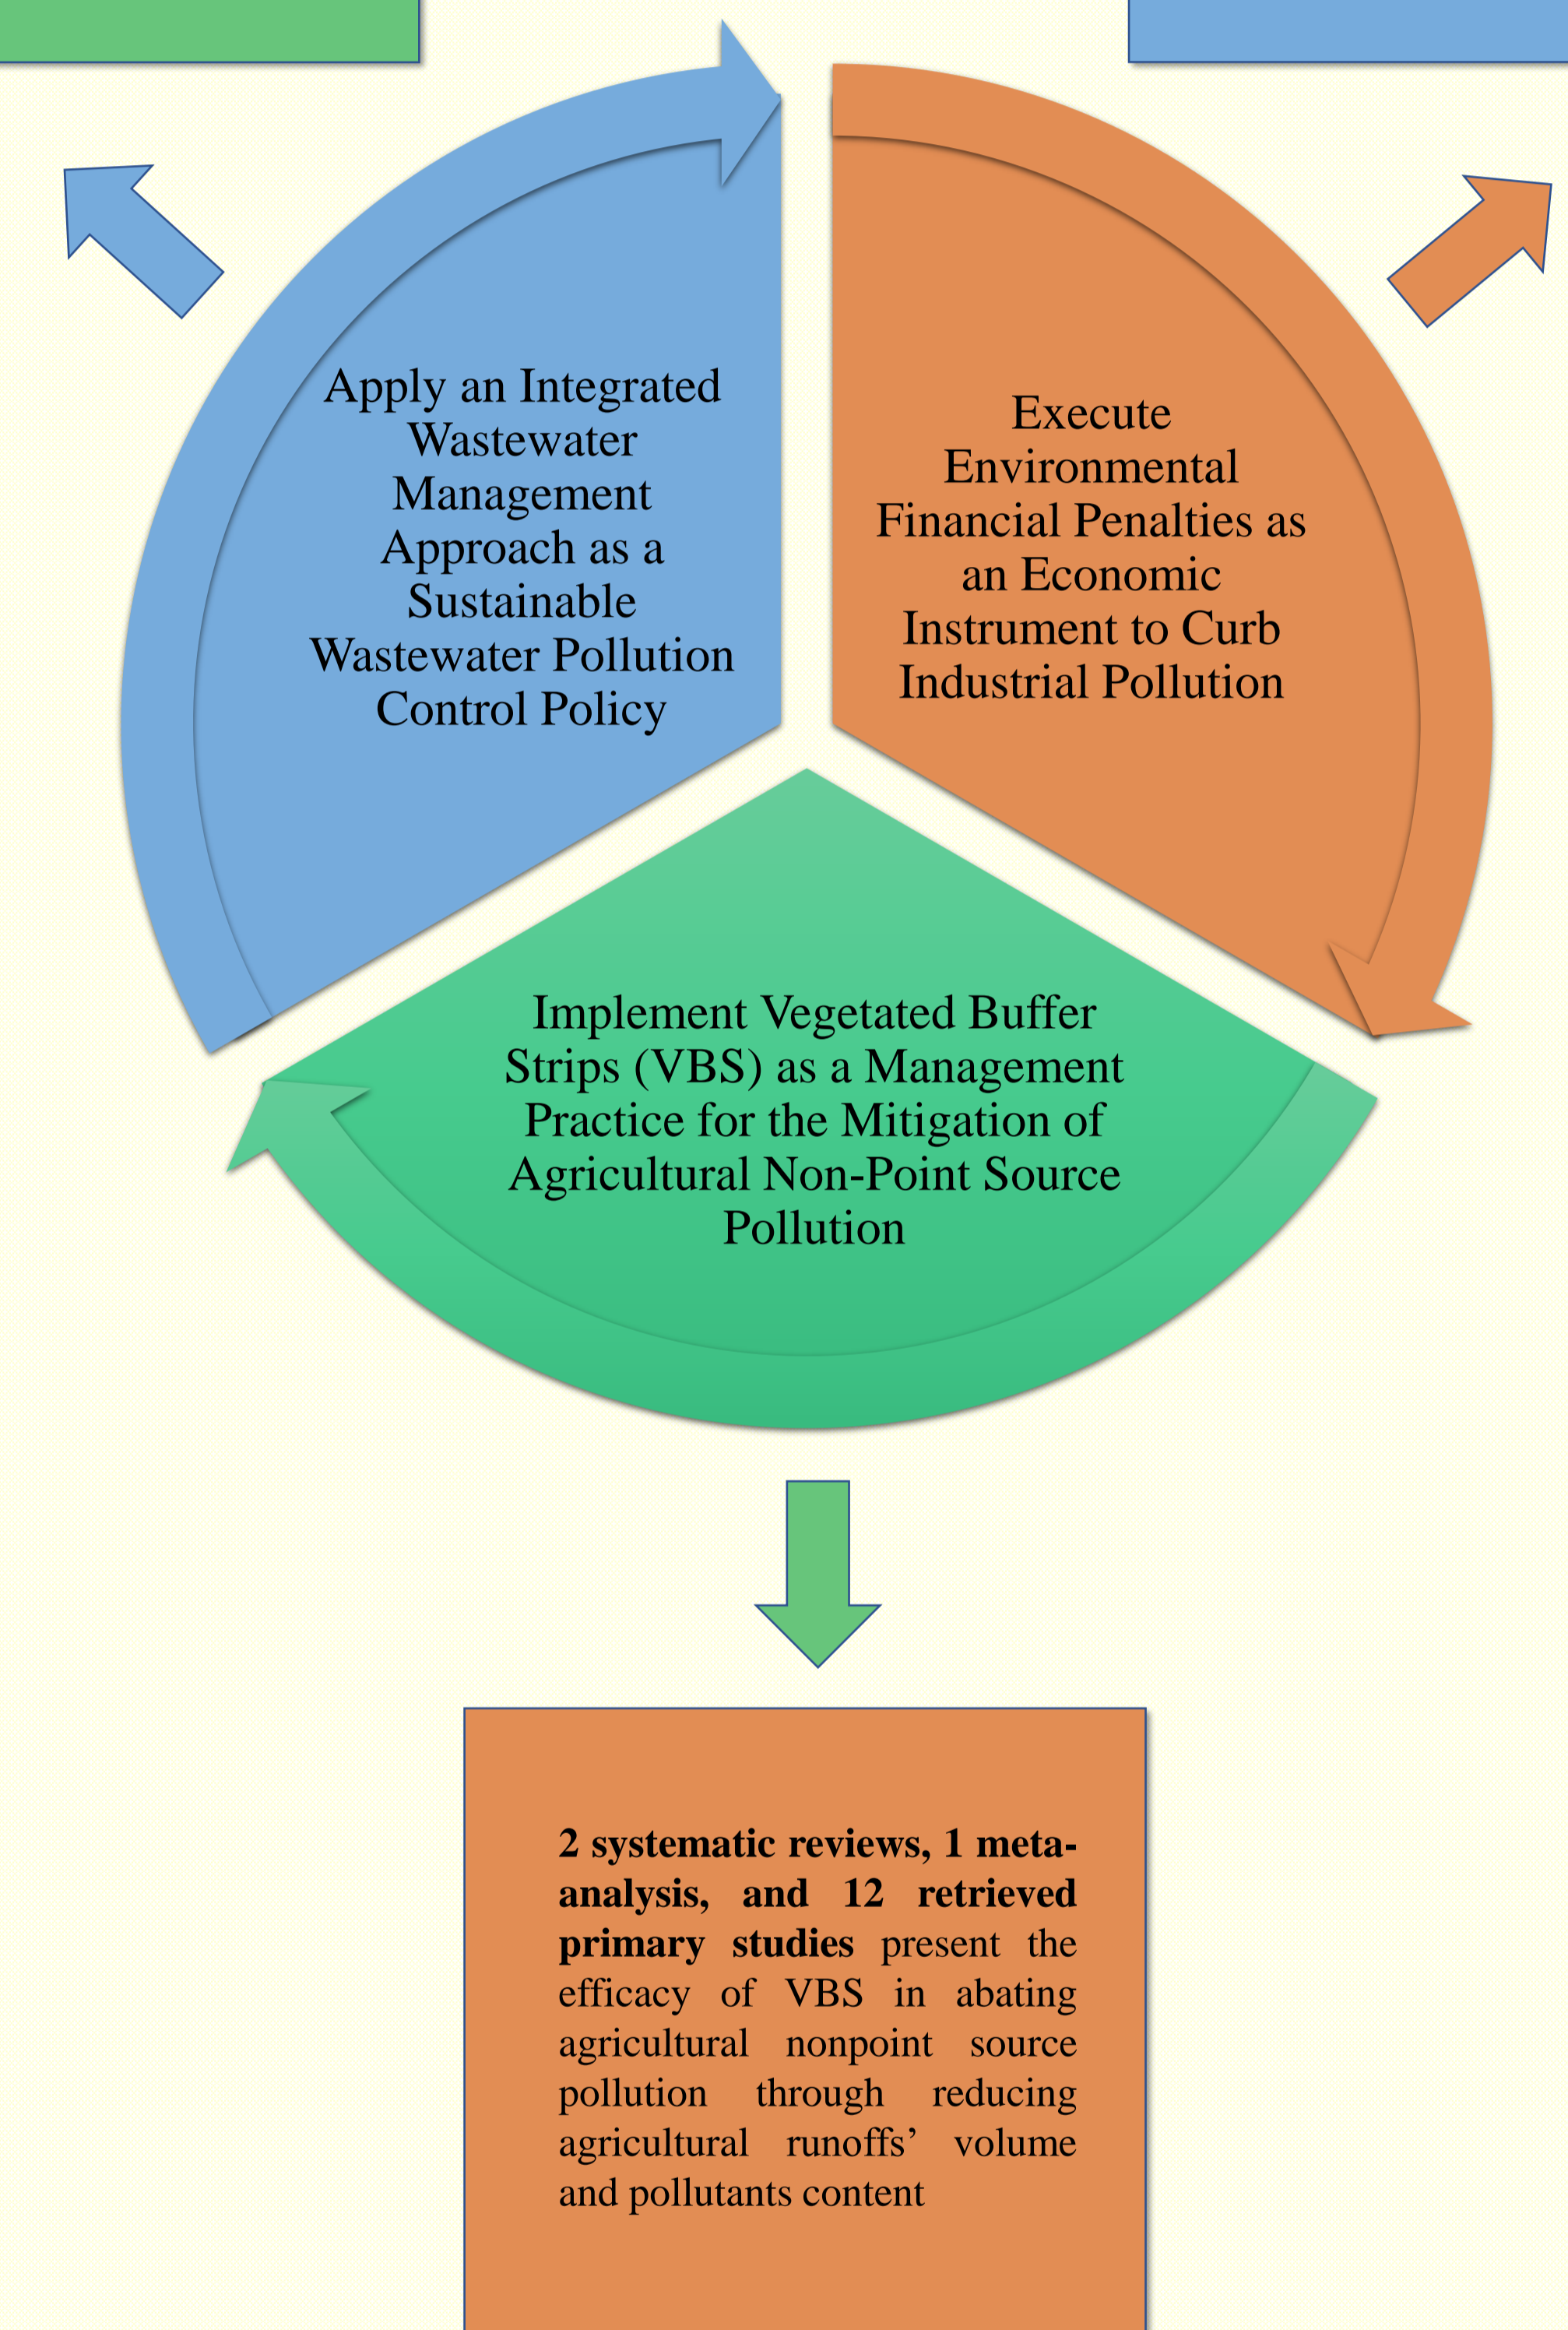 Apply an Integrated
Wastewater
Management
Approach as a
Sustainable
Wastewater Pollution
Control Policy
Execute
Environmental
Financial Penalties as
an Economic
Instrument to Curb
Industrial Pollution
Implement Vegetated Buffer
Strips (VBS) as a Management
Practice for the Mitigation of
Agricultural Non-Point Source
Pollution
2 systematic reviews, 1 meta-
analysis, and 12 retrieved
primary studies present the
efficacy of VBS in abating
agricultural nonpoint source
pollution through reducing
agricultural runoffs’ volume
and pollutants content